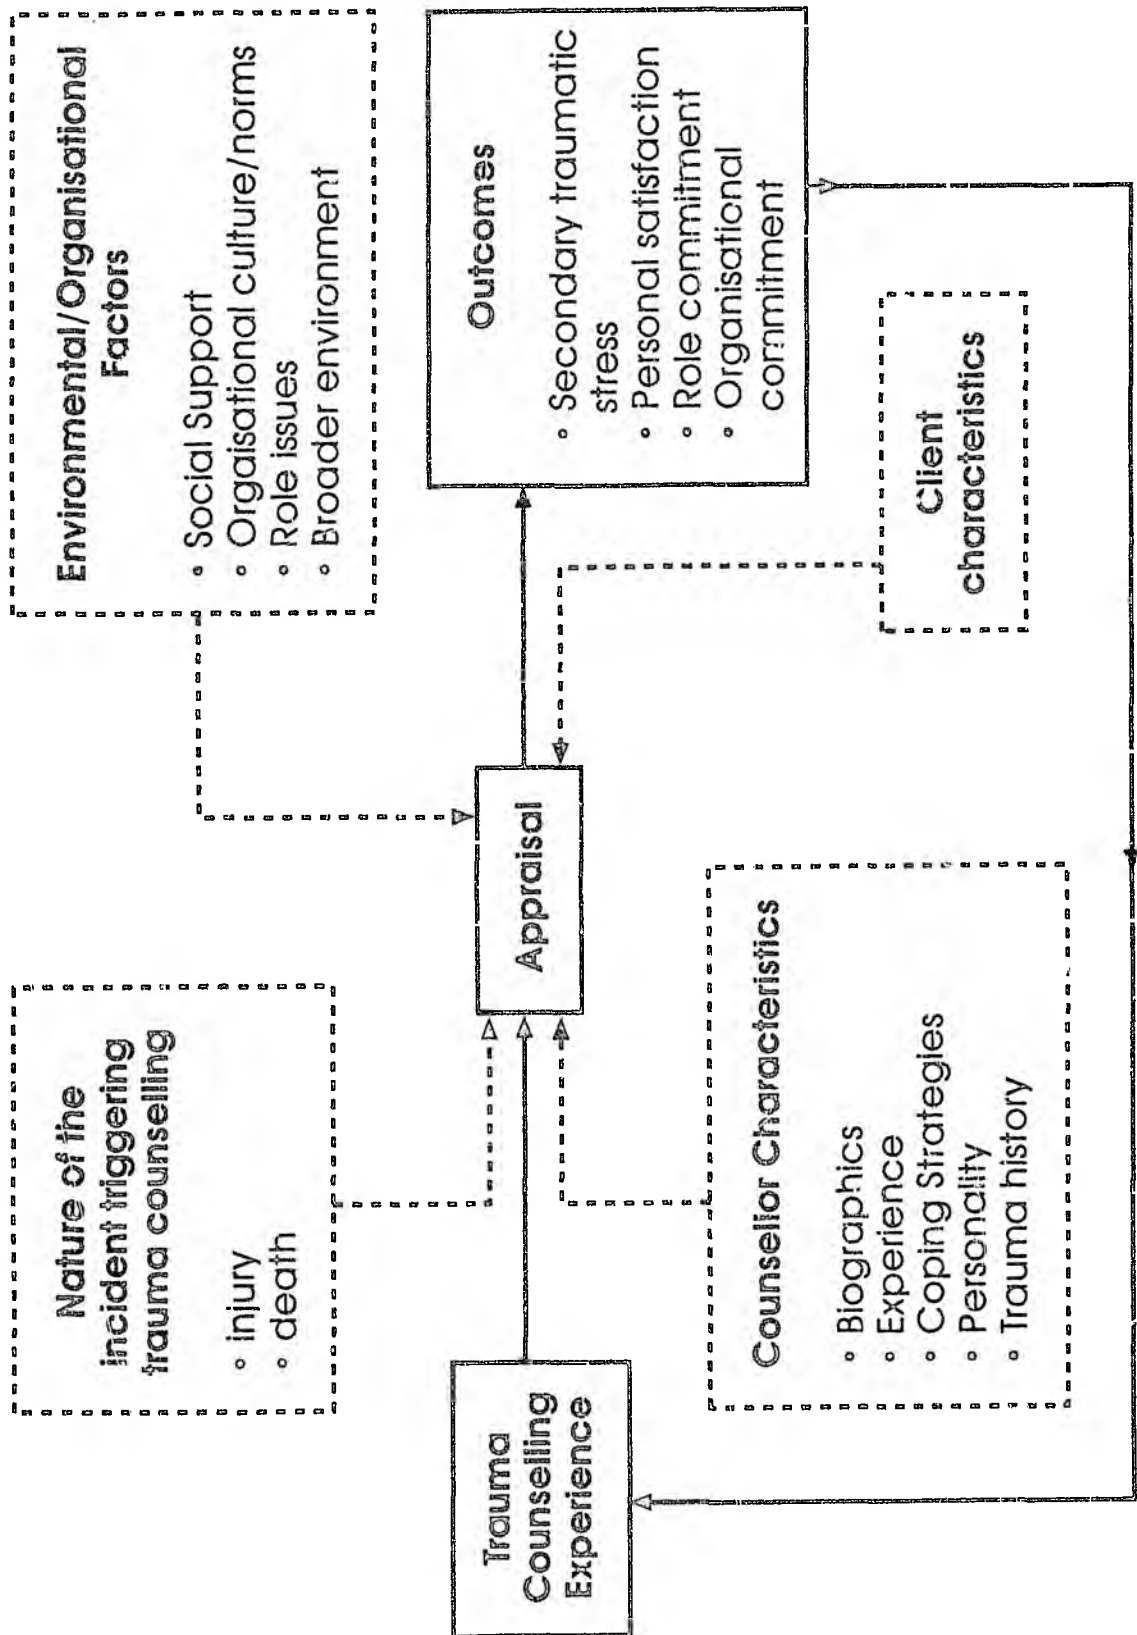 Nature of the
incident triggering
trauma counselling
◦ injury
◦ death
Environmental/Organisational
Factors
◦ Social Support
◦ Orgaisational culture/norms
◦ Role issues
◦ Broader environment
Trauma
Counselling
Experience
Appraisal
Outcomes
◦ Secondary traumatic
stress
◦ Personal satisfaction
◦ Role commitment
◦ Organisational
commitment
Counsellor Characteristics
◦ Biographics
◦ Experience
◦ Coping Strategies
◦ Personality
◦ Trauma history
Client
characteristics